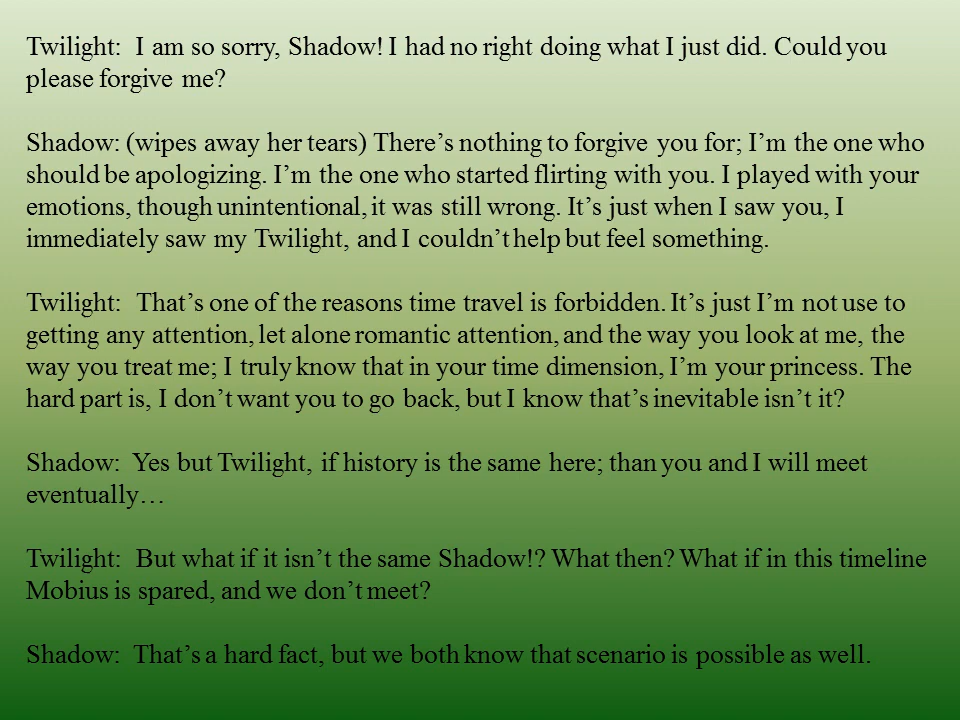 Twilight:  I am so sorry, Shadow! I had no right doing what I just did. Could you
please forgive me?
Shadow: (wipes away her tears) There’s nothing to forgive you for; I’m the one who
should be apologizing. I’m the one who started flirting with you. I played with your
emotions, though unintentional, it was still wrong. It’s just when I saw you, I
immediately saw my Twilight, and I couldn’t help but feel something.
Twilight:  That’s one of the reasons time travel is forbidden. It’s just I’m not use to
getting any attention, let alone romantic attention, and the way you look at me, the
way you treat me; I truly know that in your time dimension, I’m your princess. The
hard part is, I don’t want you to go back, but I know that’s inevitable isn’t it?
Shadow:  Yes but Twilight, if history is the same here; than you and I will meet
eventually…
Twilight:  But what if it isn’t the same Shadow!? What then? What if in this timeline
Mobius is spared, and we don’t meet?
Shadow:  That’s a hard fact, but we both know that scenario is possible as well.